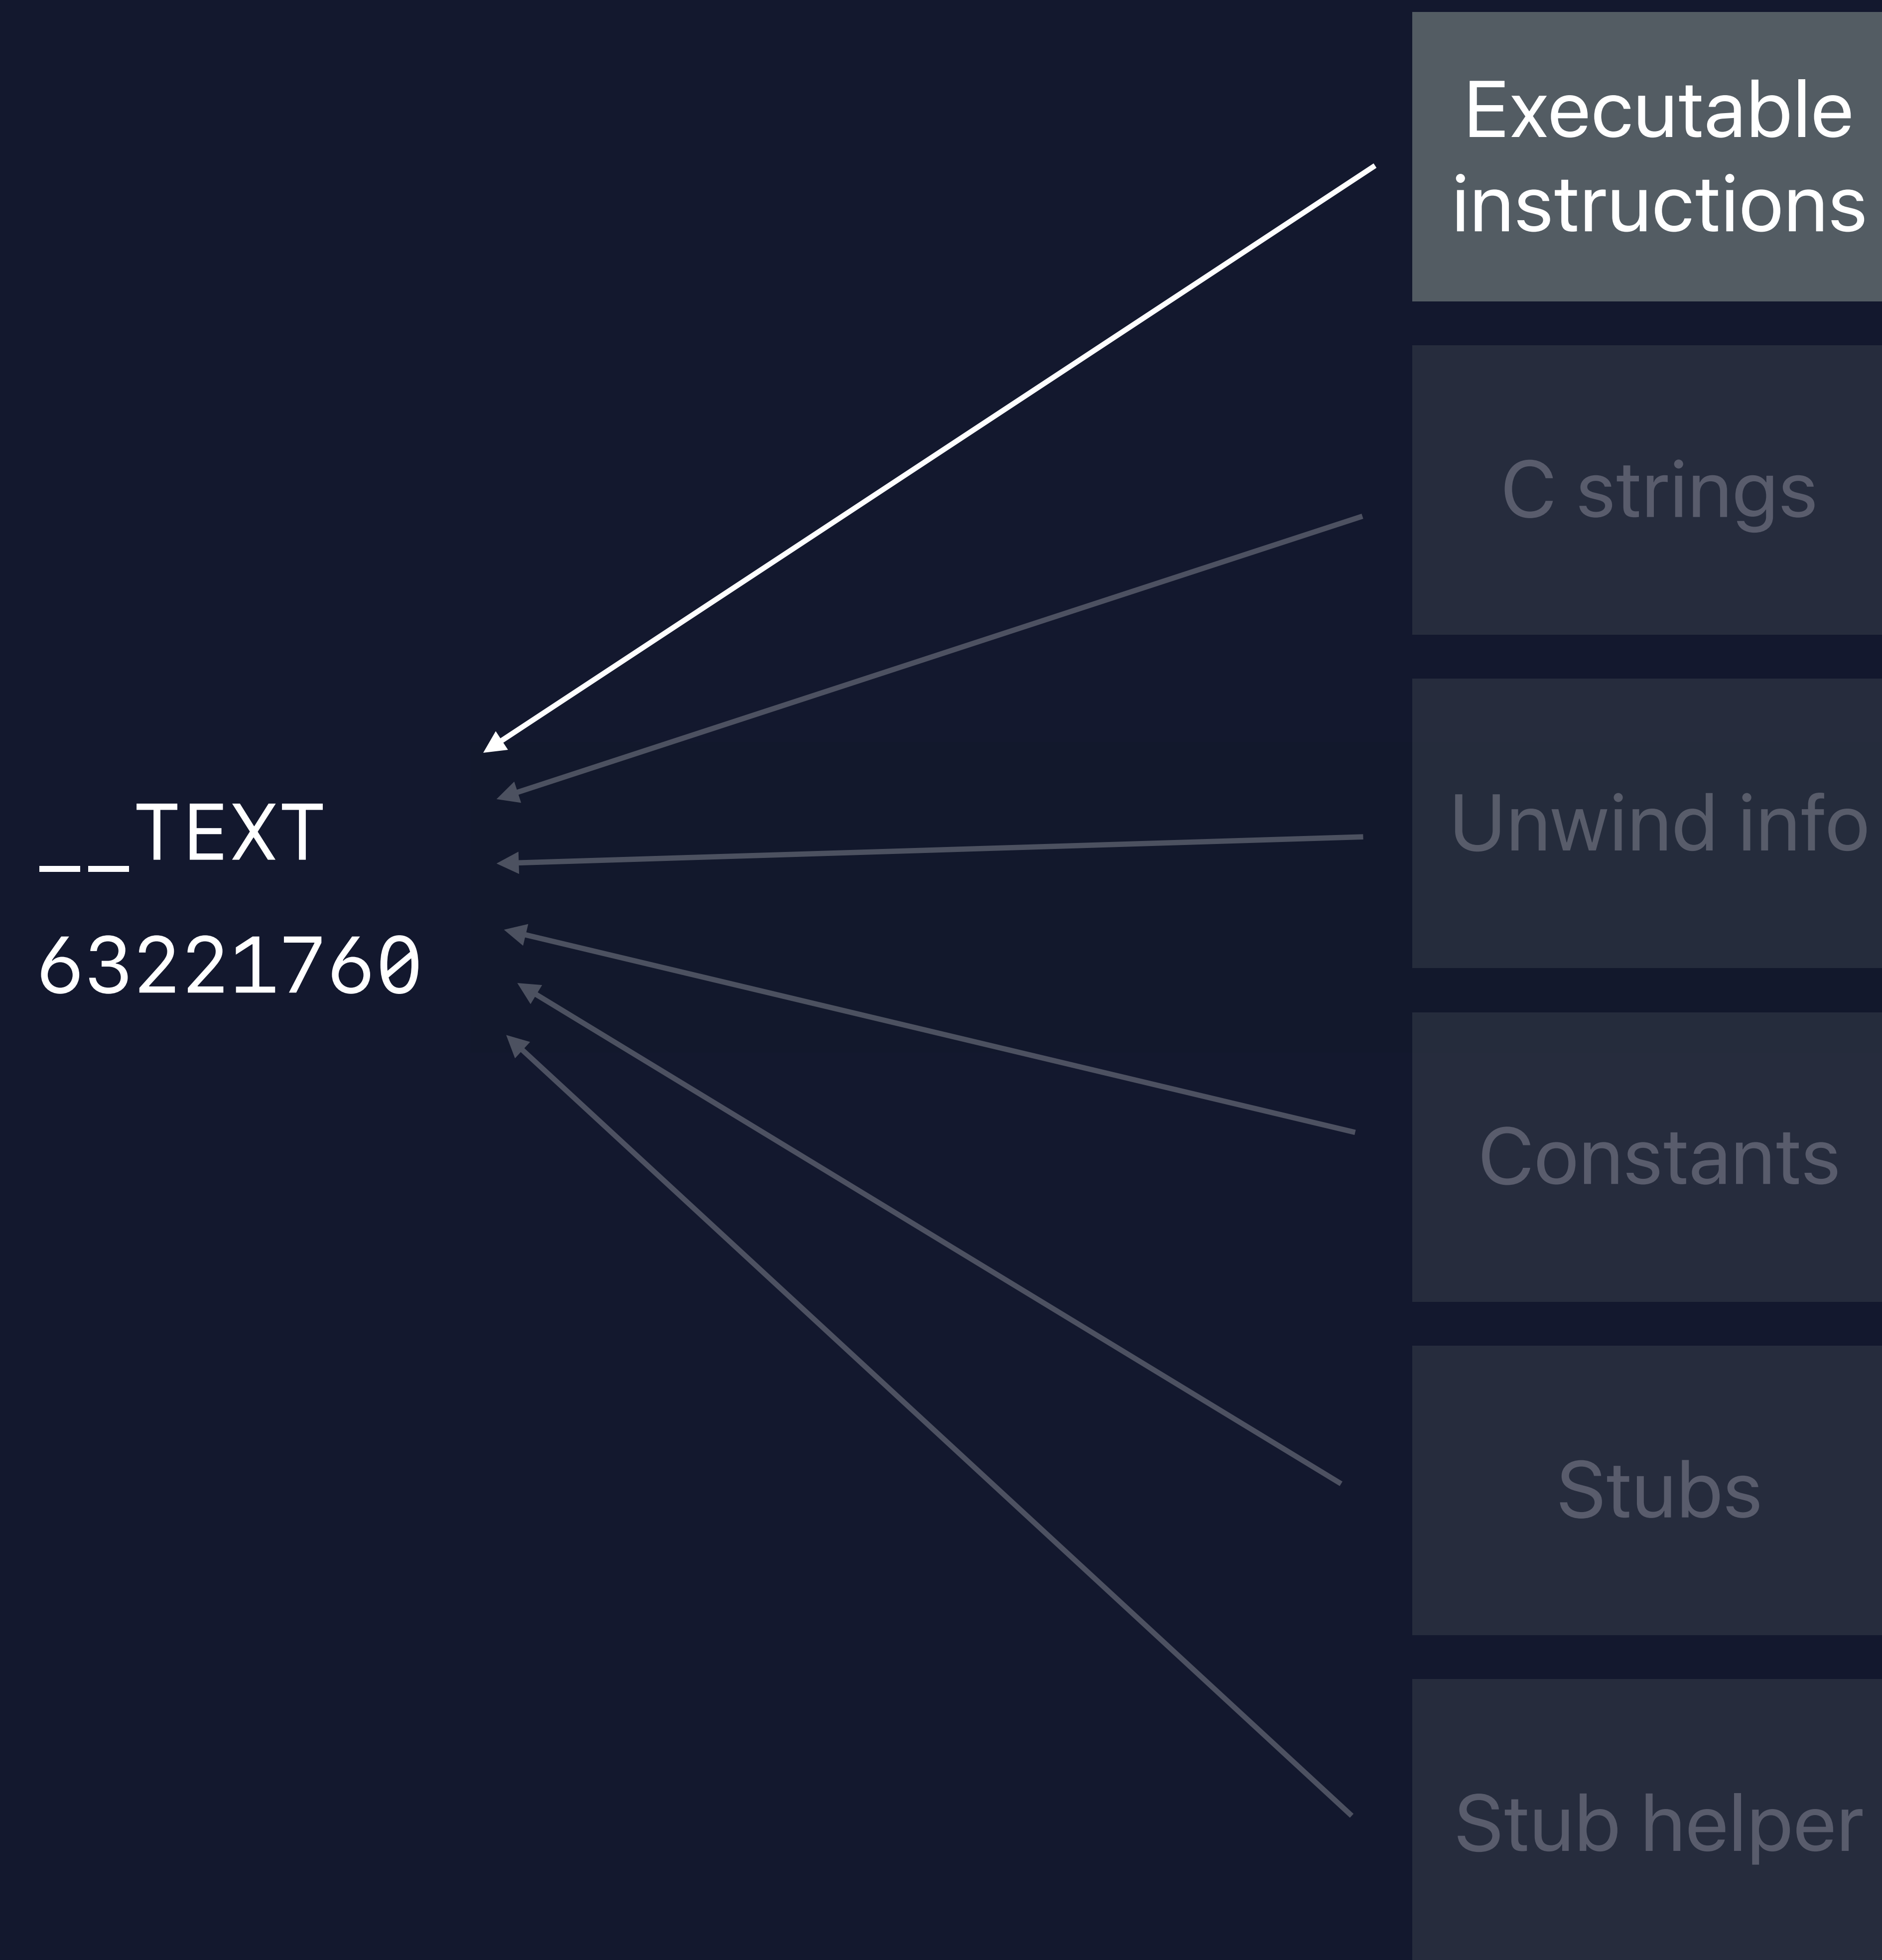 Executable
instructions
C strings
Unwind info
__TEXT
63221760
Constants
Stubs
Stub helper